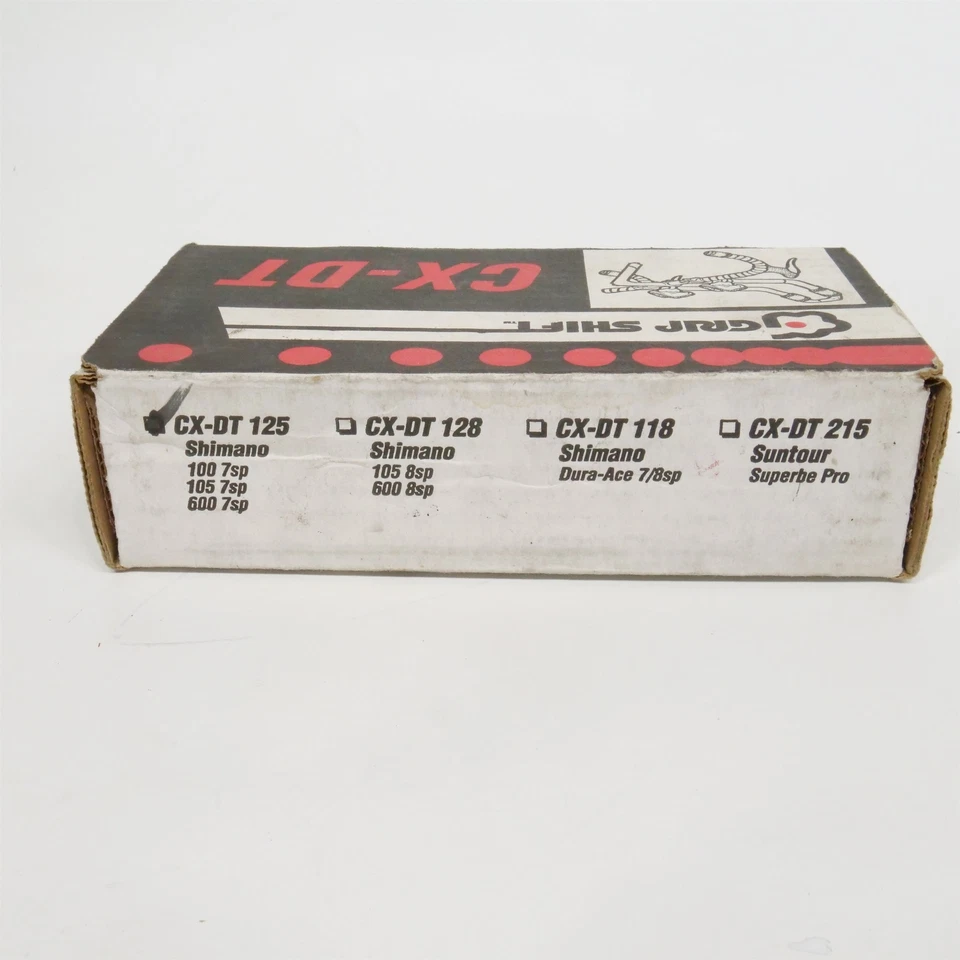 CX-DT
GRIP SHIFT™
CX-DT 125
Shimano
100 7sp
105 7sp
600 7sp
CX-DT 128
Shimano
105 8sp
600 8sp
CX-DT 118
Shimano
Dura-Ace 7/8sp
CX-DT 215
Suntour
Superbe Pro